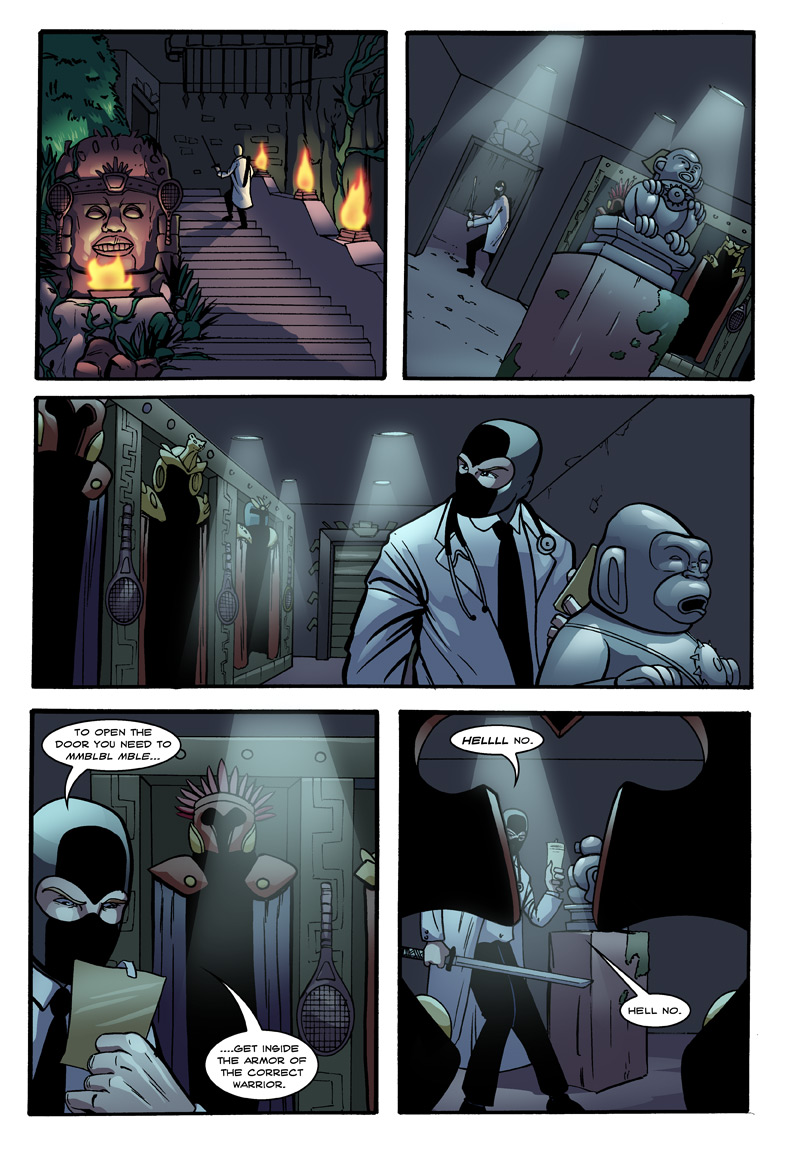 TO OPEN THE
DOOR YOU NEED TO
MMBLBL MBLE...
....GET INSIDE
THE ARMOR OF
THE CORRECT
WARRIOR.
HELLLL NO.
HELL NO.